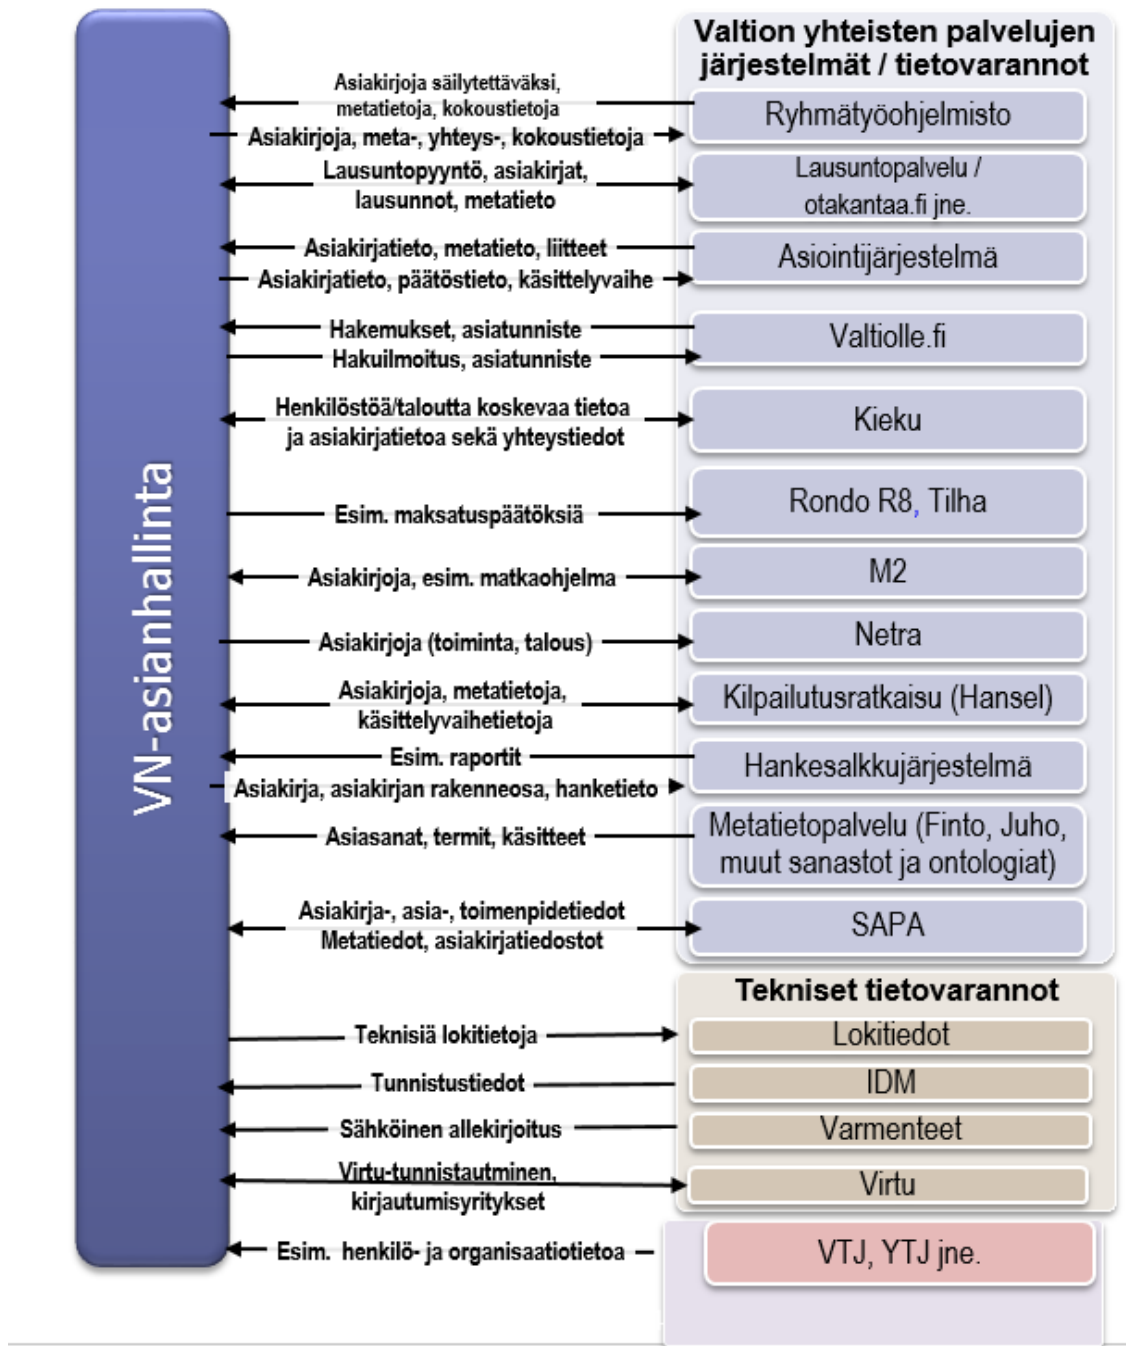 VN-asianhallinta
Valtion yhteisten palvelujen
järjestelmät / tietovarannot
Asiakirjoja säilytettäväksi,
metatietoja, kokoustietoja
Asiakirjoja, meta-, yhteys-, kokoustietoja
Ryhmätyöohjelmisto
Lausuntopyyntö, asiakirjat,
lausunnot, metatieto
Lausuntopalvelu /
otakantaa.fi jne.
Asiakirjatieto, metatieto, liitteet
Asiakirjatieto, päätöstieto, käsittelyvaihe
Asiointijärjestelmä
Hakemukset, asiatunniste
Hakuilmoitus, asiatunniste
Valtiolle.fi
Henkilöstöä/taloutta koskevaa tietoa
ja asiakirjatietoa sekä yhteystiedot
Kieku
Esim. maksatuspäätöksiä
Rondo R8, Tilha
Asiakirjoja, esim. matkaohjelma
M2
Asiakirjoja (toiminta, talous)
Netra
Asiakirjoja, metatietoja,
käsittelyvaihetietoja
Kilpailutusratkaisu (Hansel)
Esim. raportit
Asiakirja, asiakirjan rakenneosa, hanketieto
Hankesalkkujärjestelmä
Asiasanat, termit, käsitteet
Metatietopalvelu (Finto, Juho,
muut sanastot ja ontologiat)
Asiakirja-, asia-, toimenpidetiedot
Metatiedot, asiakirjatiedostot
SAPA
Tekniset tietovarannot
Teknisiä lokitietoja
Lokitiedot
Tunnistustiedot
IDM
Sähköinen allekirjoitus
Varmenteet
Virtu-tunnistautminen,
kirjautumisyritykset
Virtu
Esim. henkilö- ja organisaatiotietoa
VTJ, YTJ jne.